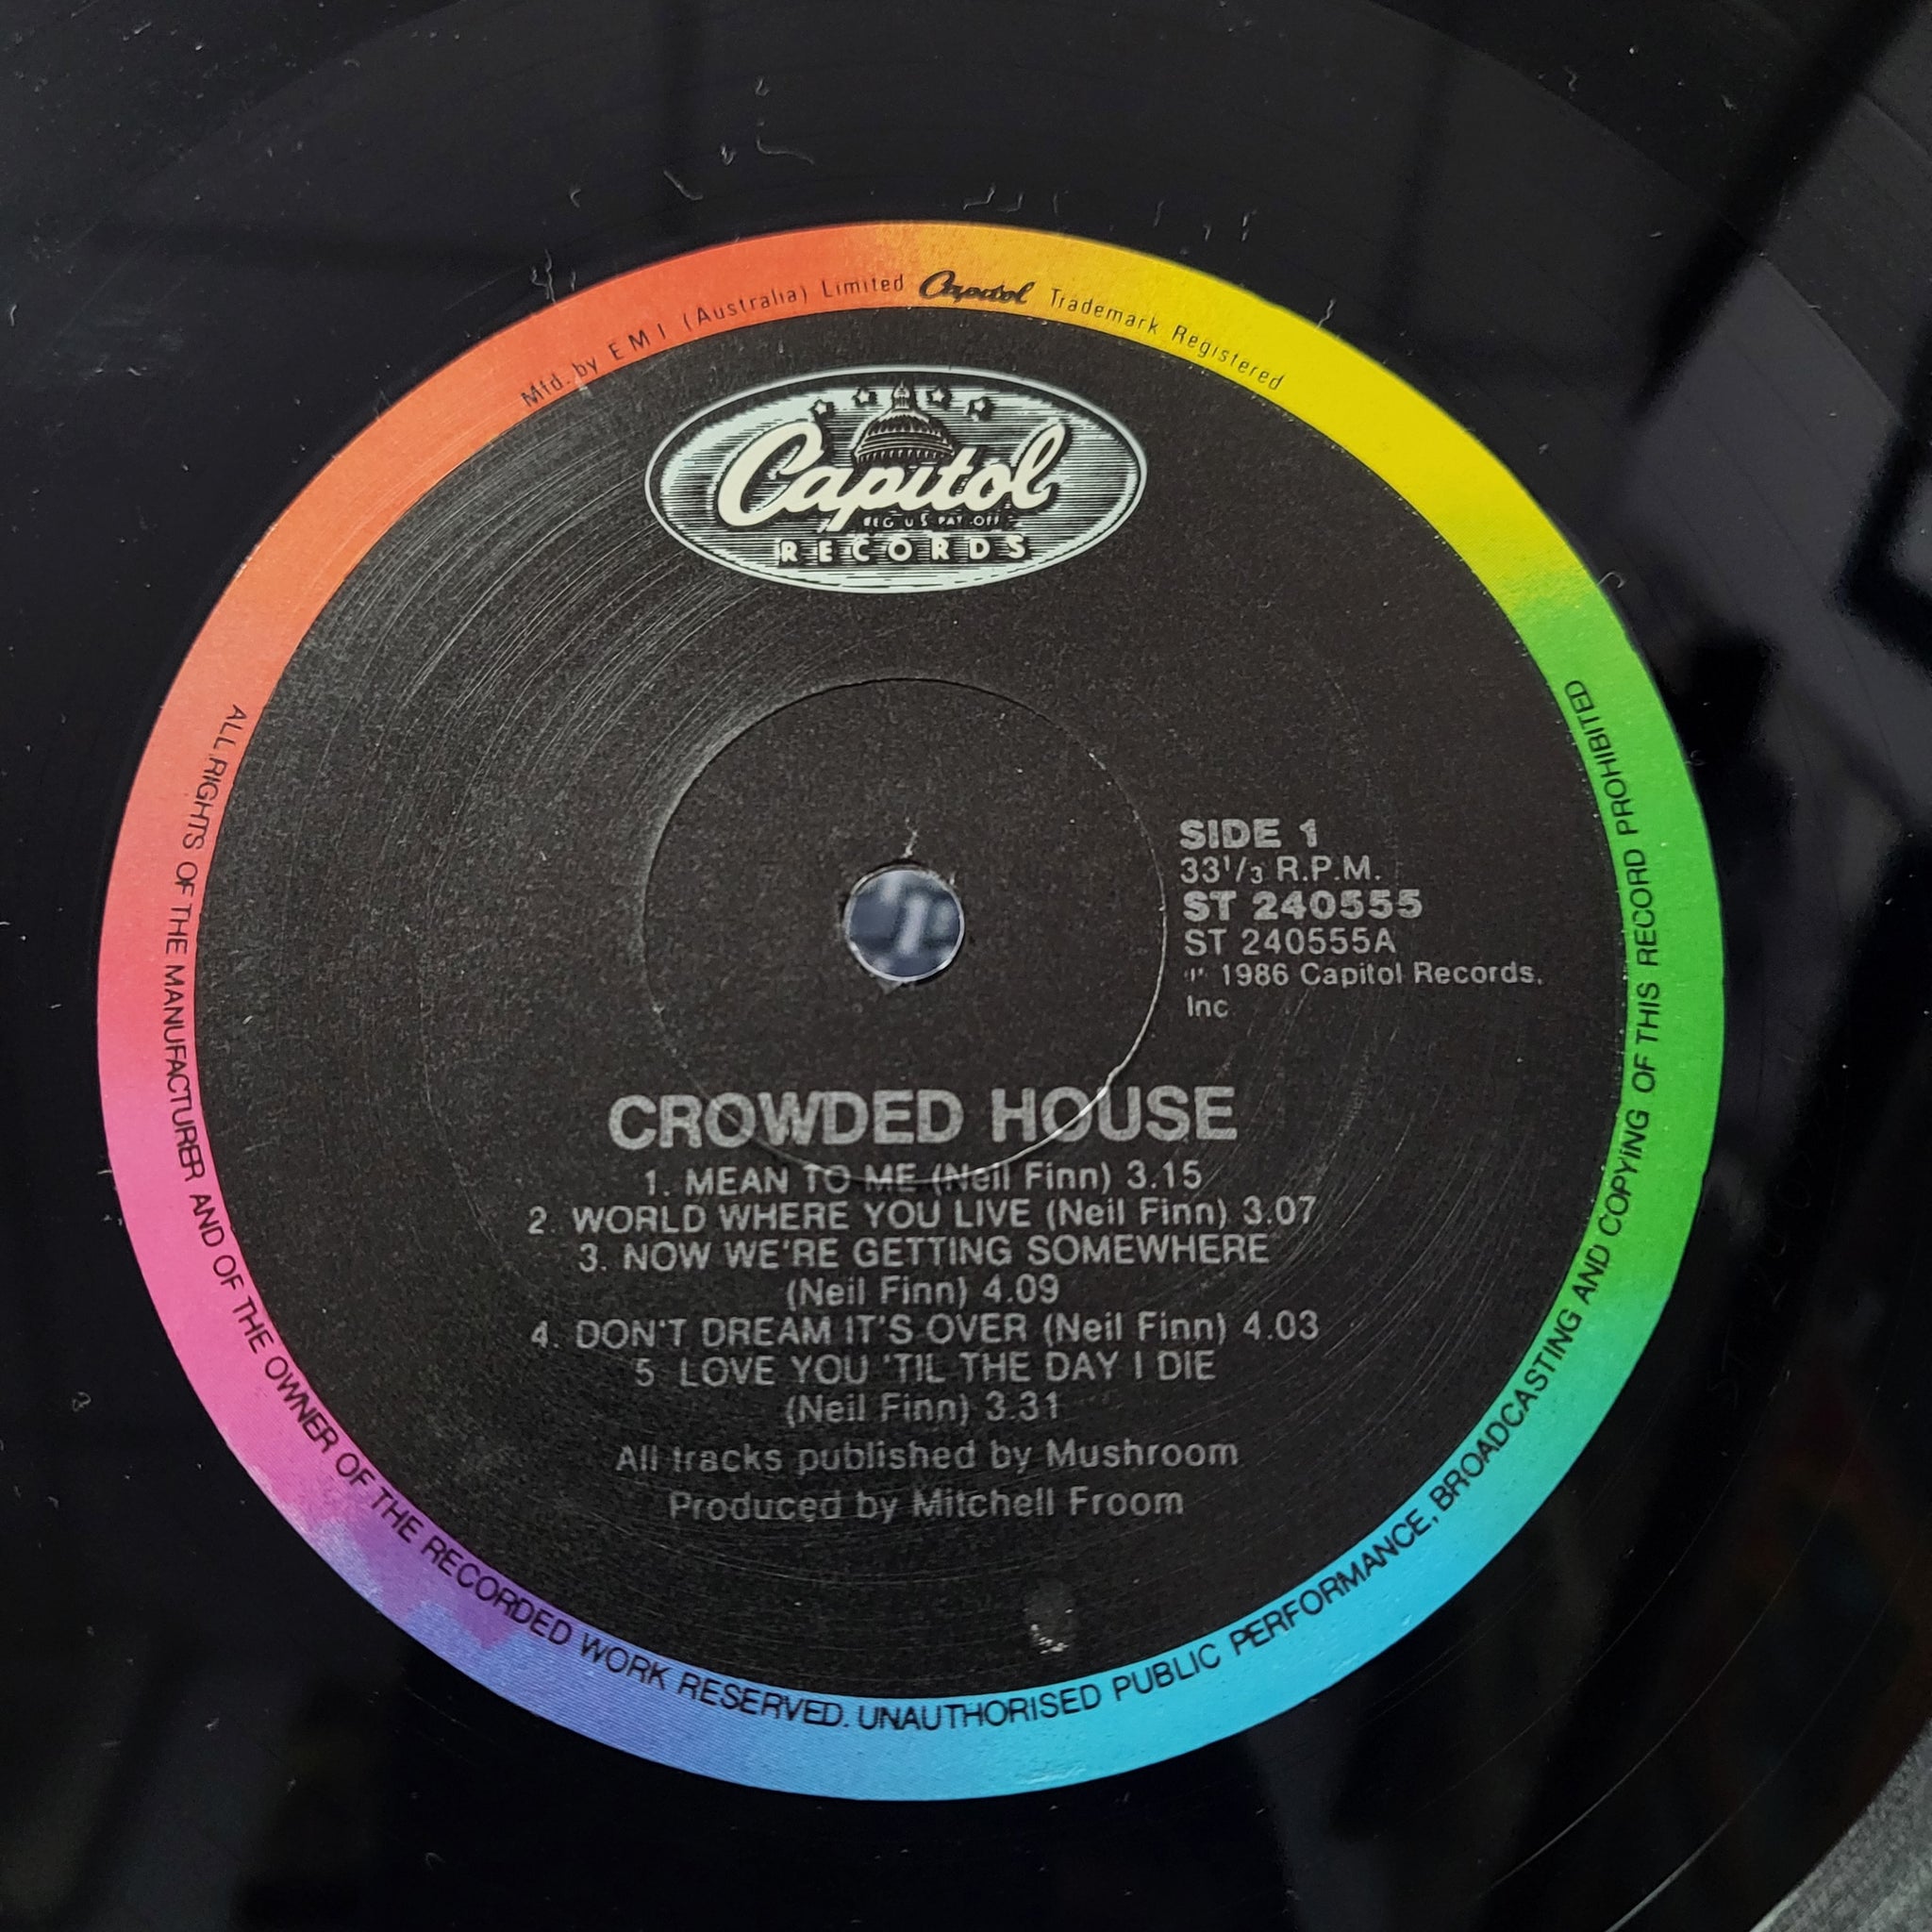 Mfd. by E M I (Australia) Limited Capitol Trademark Registered
Capitol
REG. U.S. PAT. OFF.
RECORDS
SIDE 1
33 1/3 R.P.M.
ST 240555
ST 240555A
℗ 1986 Capitol Records,
Inc
CROWDED HOUSE
1. MEAN TO ME (Neil Finn) 3.15
2. WORLD WHERE YOU LIVE (Neil Finn) 3.07
3. NOW WE'RE GETTING SOMEWHERE
(Neil Finn) 4.09
4. DON'T DREAM IT'S OVER (Neil Finn) 4.03
5 LOVE YOU 'TIL THE DAY I DIE
(Neil Finn) 3.31
All tracks published by Mushroom
Produced by Mitchell Froom
ALL RIGHTS OF THE MANUFACTURER AND OF THE OWNER OF THE RECORDED WORK RESERVED. UNAUTHORISED PUBLIC PERFORMANCE, BROADCASTING AND COPYING OF THIS RECORD PROHIBITED